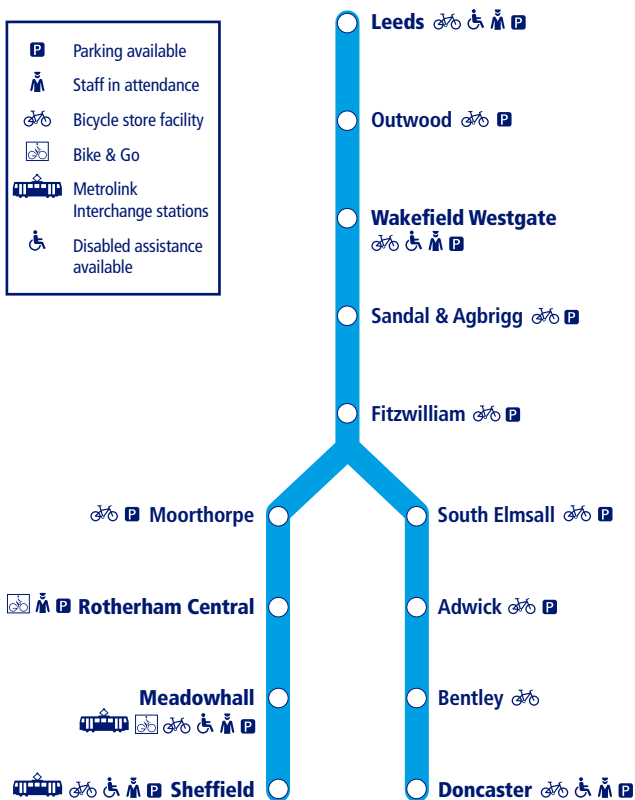 P Parking available
Staff in attendance
Bicycle store facility
Bike & Go
Metrolink
Interchange stations
Disabled assistance
available
Leeds P
Outwood P
Wakefield Westgate
P
Sandal & Agbrigg P
Fitzwilliam P
P Moorthorpe
South Elmsall P
P Rotherham Central
Adwick P
Meadowhall
P
Bentley
P Sheffield
Doncaster P